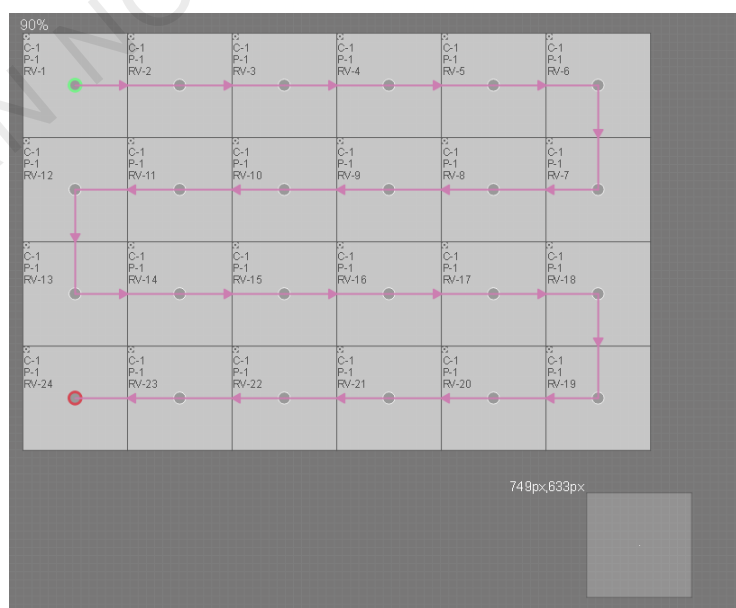 90%
C-1
P-1
RV-1
C-1
P-1
RV-2
C-1
P-1
RV-3
C-1
P-1
RV-4
C-1
P-1
RV-5
C-1
P-1
RV-6
C-1
P-1
RV-12
C-1
P-1
RV-11
C-1
P-1
RV-10
C-1
P-1
RV-9
C-1
P-1
RV-8
C-1
P-1
RV-7
C-1
P-1
RV-13
C-1
P-1
RV-14
C-1
P-1
RV-15
C-1
P-1
RV-16
C-1
P-1
RV-17
C-1
P-1
RV-18
C-1
P-1
RV-24
C-1
P-1
RV-23
C-1
P-1
RV-22
C-1
P-1
RV-21
C-1
P-1
RV-20
C-1
P-1
RV-19
749px,633px